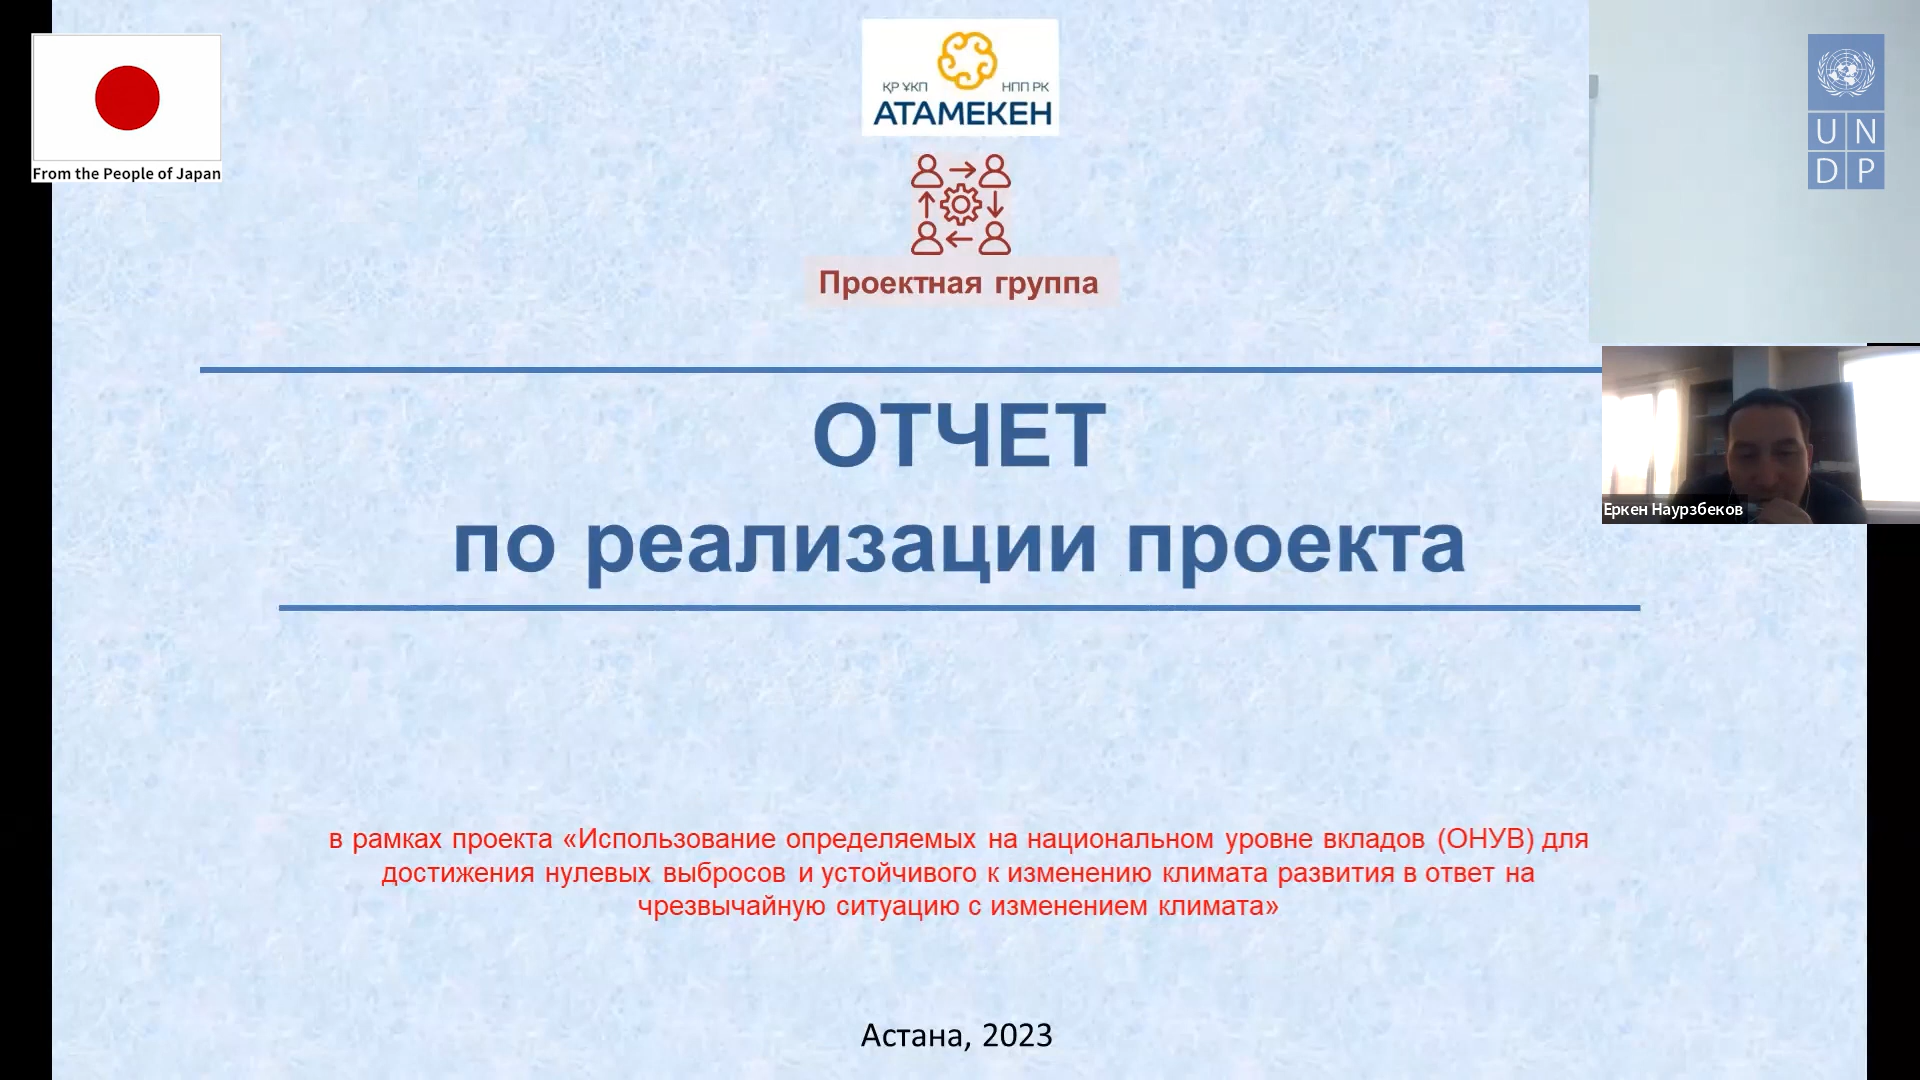 From the People of Japan
ҚР ҰКП НПП РК
АТАМЕКЕН
U N
D P
Проектная группа
ОТЧЕТ
по реализации проекта
Еркен Наурзбеков
в рамках проекта «Использование определяемых на национальном уровне вкладов (ОНУВ) для
достижения нулевых выбросов и устойчивого к изменению климата развития в ответ на
чрезвычайную ситуацию с изменением климата»
Астана, 2023